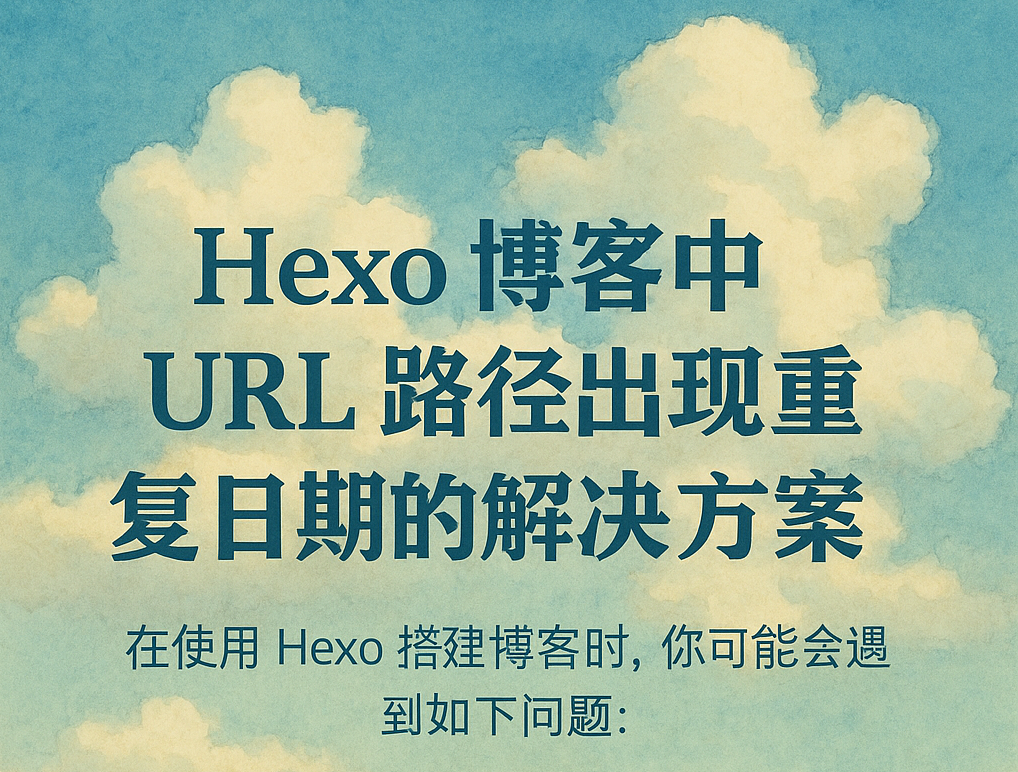 Hexo 博客中
URL 路径出现重
复日期的解决方案
在使用 Hexo 搭建博客时, 你可能会遇
到如下问题: